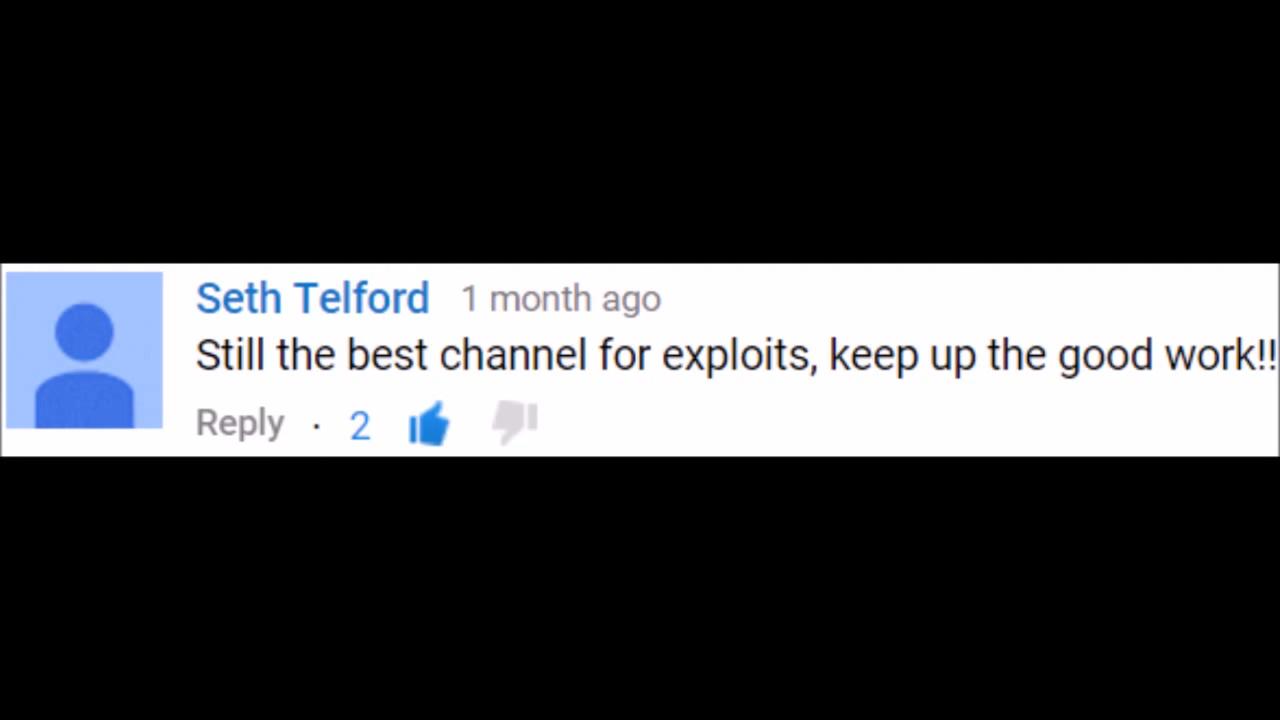 Seth Telford 1 month ago
Still the best channel for exploits, keep up the good work!!
Reply · 2